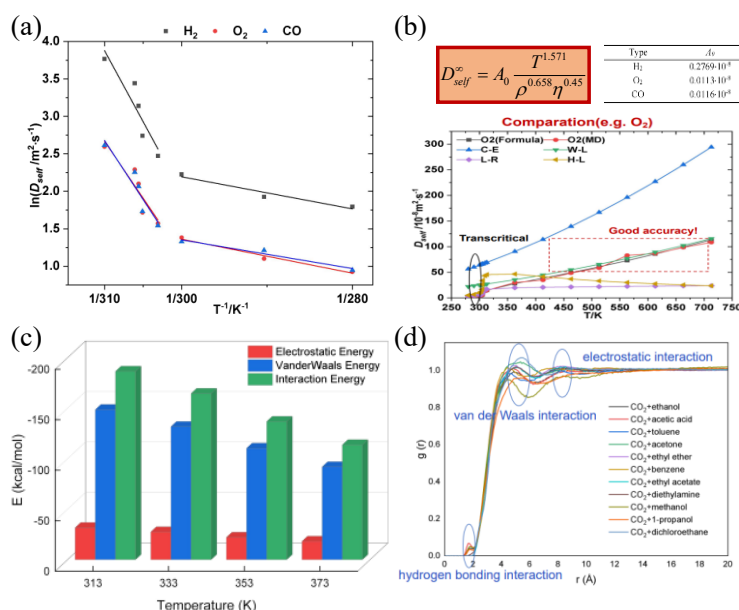 (a)
H₂ O₂ CO
ln(D_self /m²·s⁻¹)
4.0
3.5
3.0
2.5
2.0
1.5
1.0
1/310 1/300 1/280
T⁻¹/K⁻¹
(b)
D^∞_self = A₀ T^1.571 / ρ^0.658 η^0.45
Type A₀
H₂ 0.2769·10⁻⁸
O₂ 0.0113·10⁻⁸
CO 0.0116·10⁻⁸
Comparation(e.g. O₂)
O2(Formula) O2(MD)
C-E W-L
L-R H-L
D_self /10⁻⁸m²·s⁻¹
300
250
200
150
100
50
0
Transcritical
Good accuracy!
250 300 350 400 450 500 550 600 650 700 750
T/K
(c)
Electrostatic Energy
VanderWaals Energy
Interaction Energy
E (kcal/mol)
-200
-150
-100
-50
0
313 333 353 373
Temperature (K)
(d)
g (r)
1.0
0.8
0.6
0.4
0.2
0.0
electrostatic interaction
van der Waals interaction
CO₂+ethanol
CO₂+acetic acid
CO₂+toluene
CO₂+acetone
CO₂+ethyl ether
CO₂+benzene
CO₂+ethyl acetate
CO₂+diethylamine
CO₂+methanol
CO₂+1-propanol
CO₂+dichloroethane
0 2 4 6 8 10 12 14 16 18 20
hydrogen bonding interaction
r (Å)